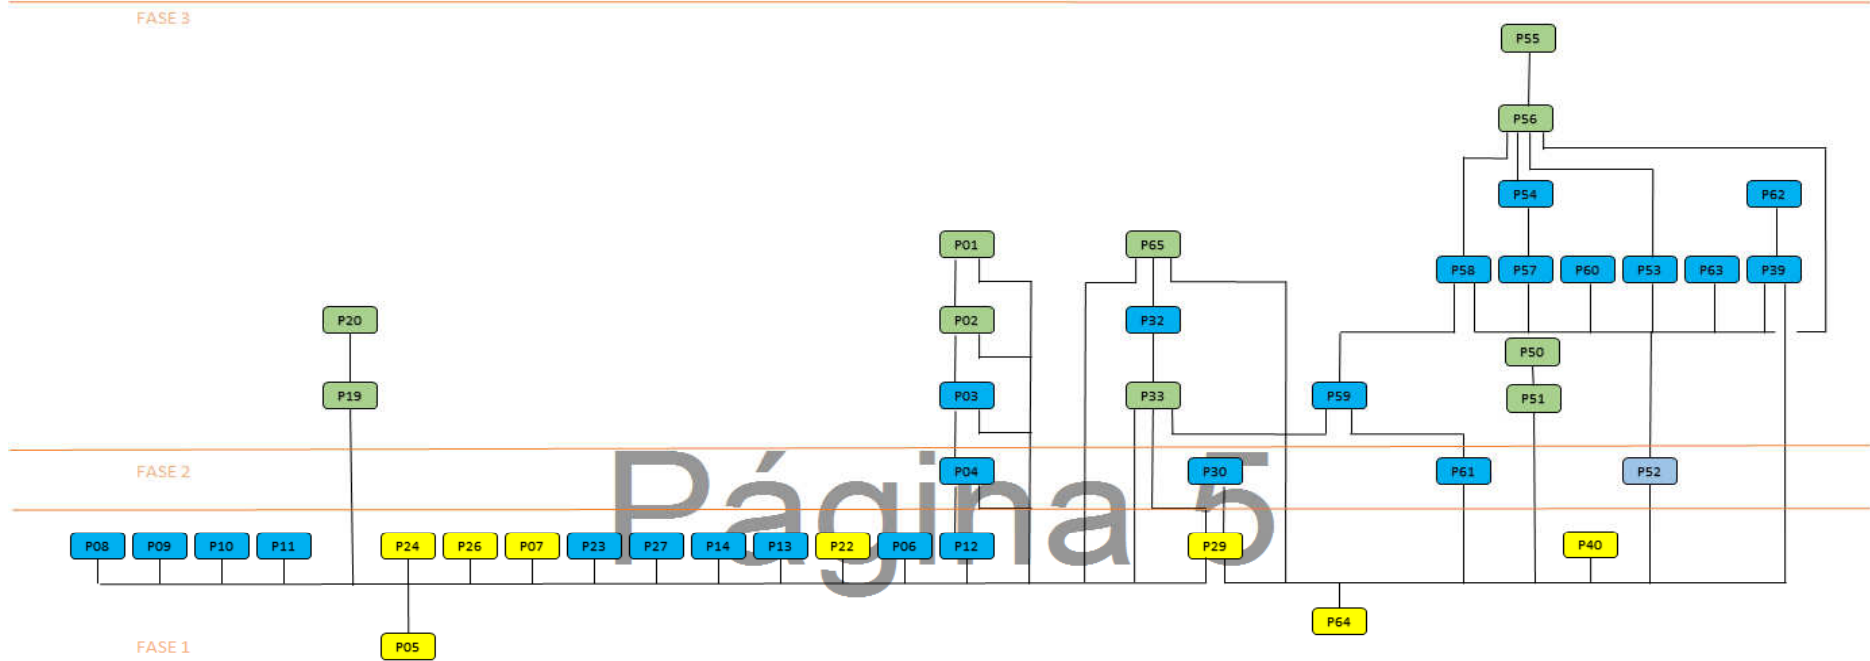 FASE 3
P55
P56
P54 P62
P01 P65
P58 P57 P60 P53 P63 P39
P20 P02 P32
P50
P19 P03 P33 P59 P51
FASE 2 P04 P30 P61 P52
Página 5
P08 P09 P10 P11 P24 P26 P07 P23 P27 P14 P13 P22 P06 P12 P29 P40
P64
FASE 1 P05